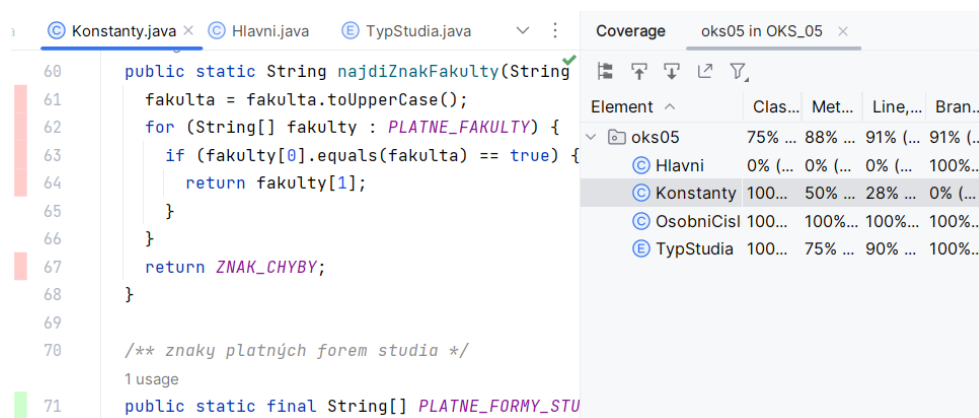 Konstanty.java × Hlavni.java TypStudia.java
60 public static String najdiZnakFakulty(String
61 fakulta = fakulta.toUpperCase();
62 for (String[] fakulty : PLATNE_FAKULTY) {
63 if (fakulty[0].equals(fakulta) == true) {
64 return fakulty[1];
65 }
66 }
67 return ZNAK_CHYBY;
68 }
69
70 /** znaky platných forem studia */
1 usage
71 public static final String[] PLATNE_FORMY_STU
Coverage oks05 in OKS_05 ×
Element Clas... Met... Line,... Bran..
oks05 75% ... 88% ... 91% (... 91% (...
Hlavni 0% (... 0% (... 0% (... 100%..
Konstanty 100... 50% ... 28% ... 0% (...
OsobniCisl 100... 100%... 100%... 100%..
TypStudia 100... 75% ... 90% ... 100%..